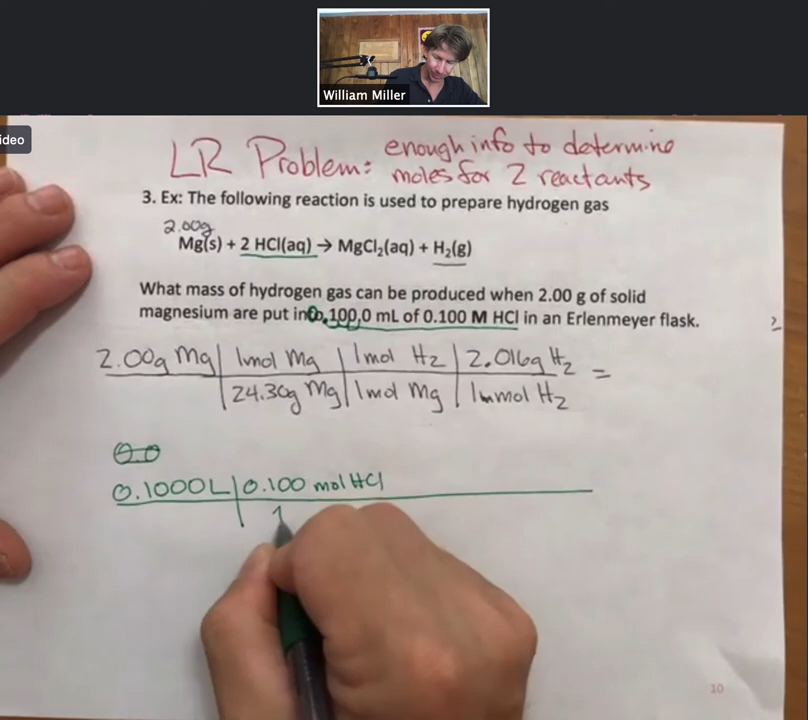 William Miller
ideo
LR Problem: enough info to determine
moles for 2 reactants
3. Ex: The following reaction is used to prepare hydrogen gas
2.00g
Mg(s) + 2 HCl(aq) → MgCl₂(aq) + H₂(g)
What mass of hydrogen gas can be produced when 2.00 g of solid
magnesium are put in 100.0 mL of 0.100 M HCl in an Erlenmeyer flask.
2.00g Mg | 1mol Mg | 1mol H₂ | 2.016g H₂ =
24.30g Mg | 1mol Mg | 1mol H₂
0.1000L | 0.100 mol HCl
1
10